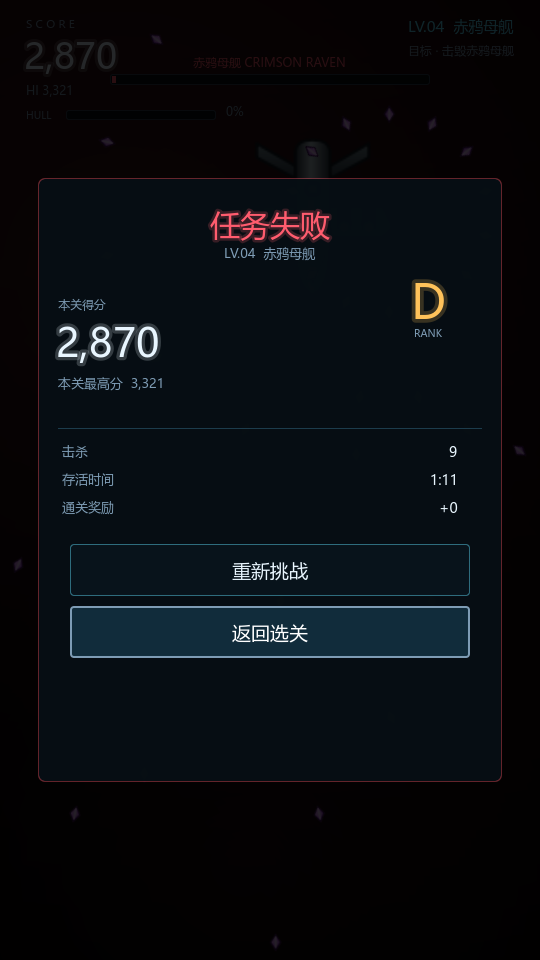 SCORE
2,870
HI 3,321
HULL
0%
LV.04 赤鸦母舰
目标 · 击毁赤鸦母舰
赤鸦母舰 CRIMSON RAVEN
任务失败
LV.04 赤鸦母舰
本关得分
2,870
本关最高分 3,321
D
RANK
击杀 9
存活时间 1:11
通关奖励 +0
重新挑战
返回选关